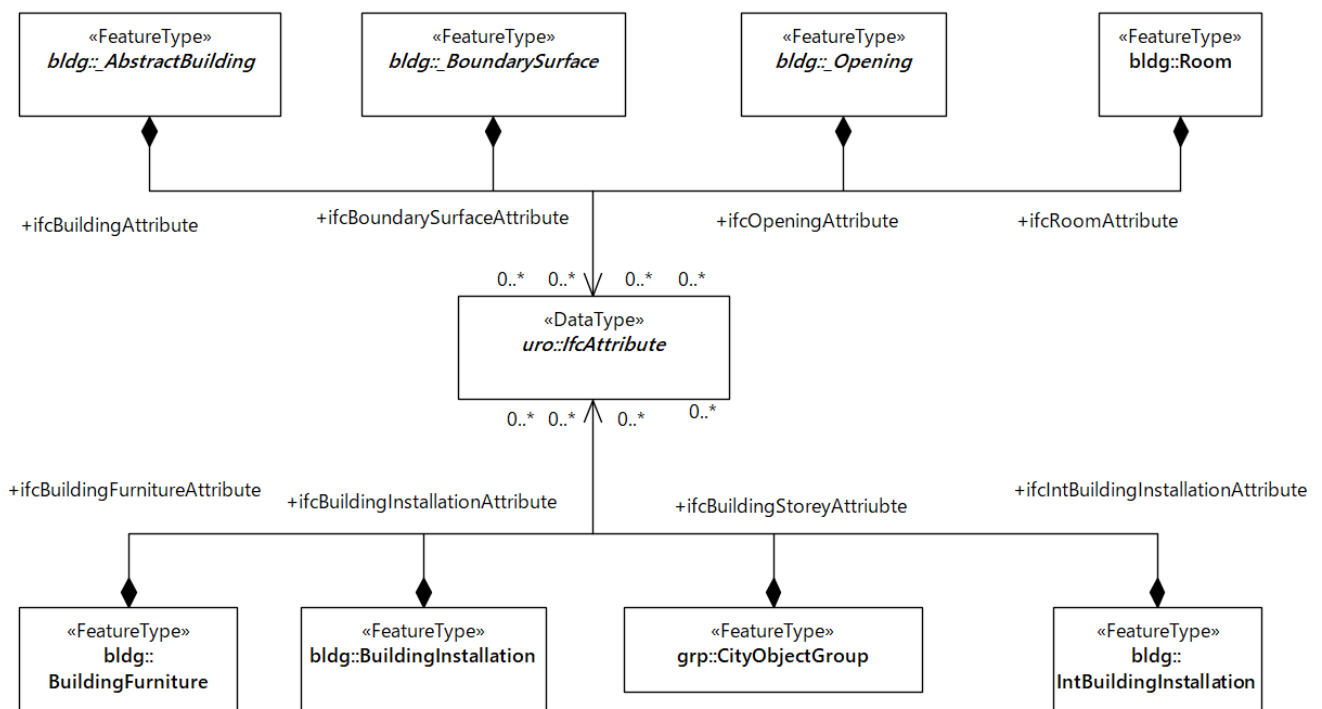 «FeatureType»
bldg::_AbstractBuilding
«FeatureType»
bldg::_BoundarySurface
«FeatureType»
bldg::_Opening
«FeatureType»
bldg::Room
+ifcBuildingAttribute
+ifcBoundarySurfaceAttribute
+ifcOpeningAttribute
+ifcRoomAttribute
0..*
0..*
0..*
0..*
«DataType»
uro::IfcAttribute
0..*
0..*
0..*
0..*
+ifcBuildingFurnitureAttribute
+ifcBuildingInstallationAttribute
+ifcBuildingStoreyAttriubte
+ifcIntBuildingInstallationAttribute
«FeatureType»
bldg::
BuildingFurniture
«FeatureType»
bldg::BuildingInstallation
«FeatureType»
grp::CityObjectGroup
«FeatureType»
bldg::
IntBuildingInstallation